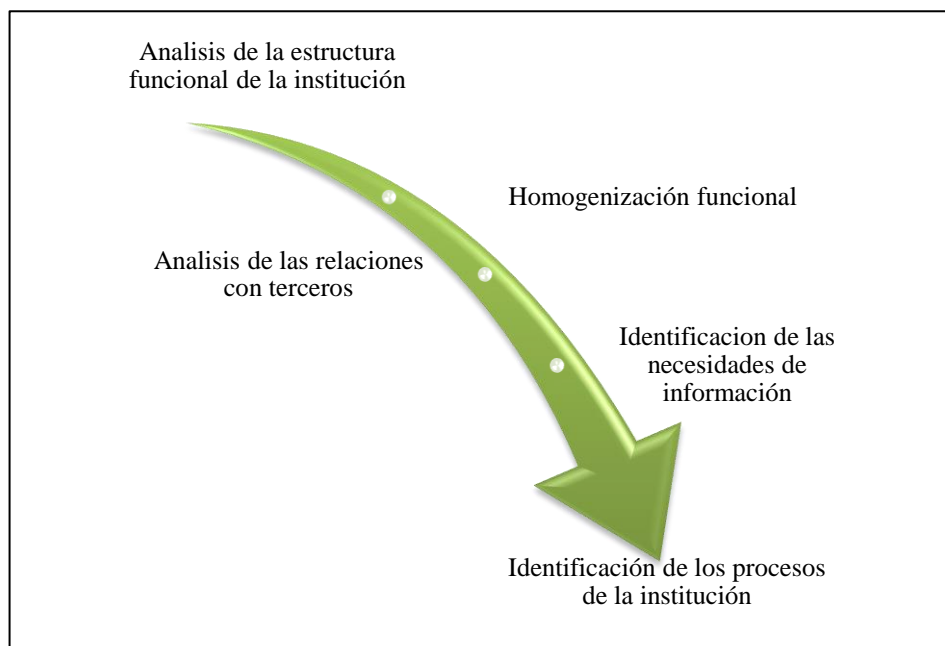 Analisis de la estructura
funcional de la institución
Homogenización funcional
Analisis de las relaciones
con terceros
Identificacion de las
necesidades de
información
Identificación de los procesos
de la institución